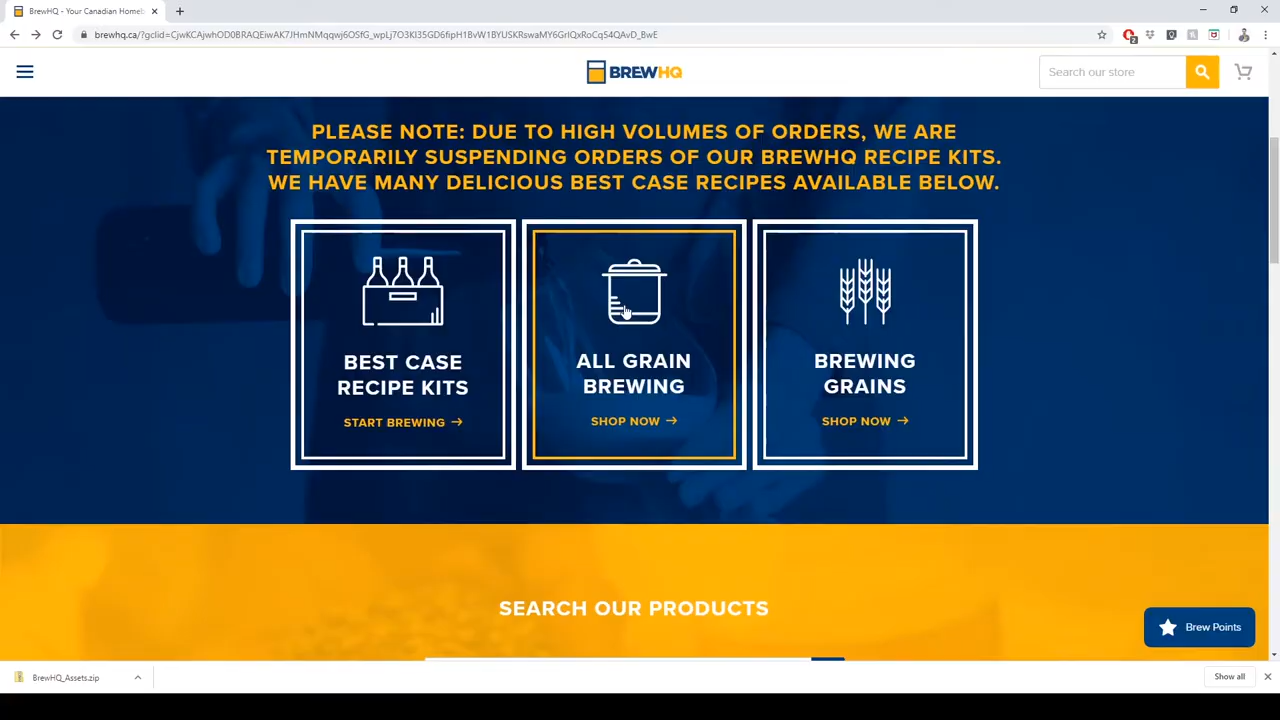 BrewHQ - Your Canadian Homeb
brewhq.ca/?gclid=CjwKCAjwhOD0BRAQEiwAK7JHmNMqqwj6OSfG_wpLj7O3KI35GD6fipH1BvW1BYUSKRswaMY6GrIQxRoCq54QAvD_BwE
2
BREWHQ
Search our store
PLEASE NOTE: DUE TO HIGH VOLUMES OF ORDERS, WE ARE
TEMPORARILY SUSPENDING ORDERS OF OUR BREWHQ RECIPE KITS.
WE HAVE MANY DELICIOUS BEST CASE RECIPES AVAILABLE BELOW.
BEST CASE
RECIPE KITS
START BREWING →
ALL GRAIN
BREWING
SHOP NOW →
BREWING
GRAINS
SHOP NOW →
SEARCH OUR PRODUCTS
Brew Points
BrewHQ_Assets.zip
Show all